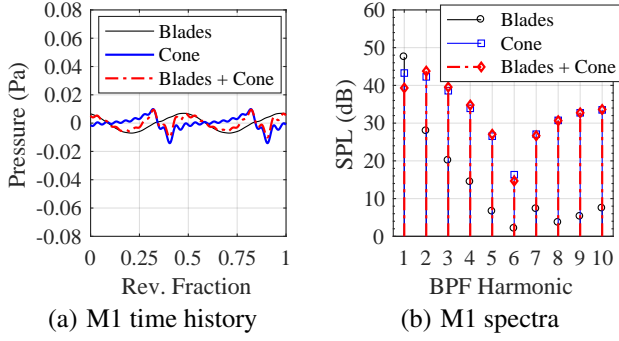 0.08
0.06
0.04
0.02
0
-0.02
-0.04
-0.06
-0.08
Pressure (Pa)
Blades
Cone
Blades + Cone
0 0.25 0.5 0.75 1
Rev. Fraction
(a) M1 time history
60
50
40
30
20
10
0
SPL (dB)
Blades
Cone
Blades + Cone
1 2 3 4 5 6 7 8 9 10
BPF Harmonic
(b) M1 spectra